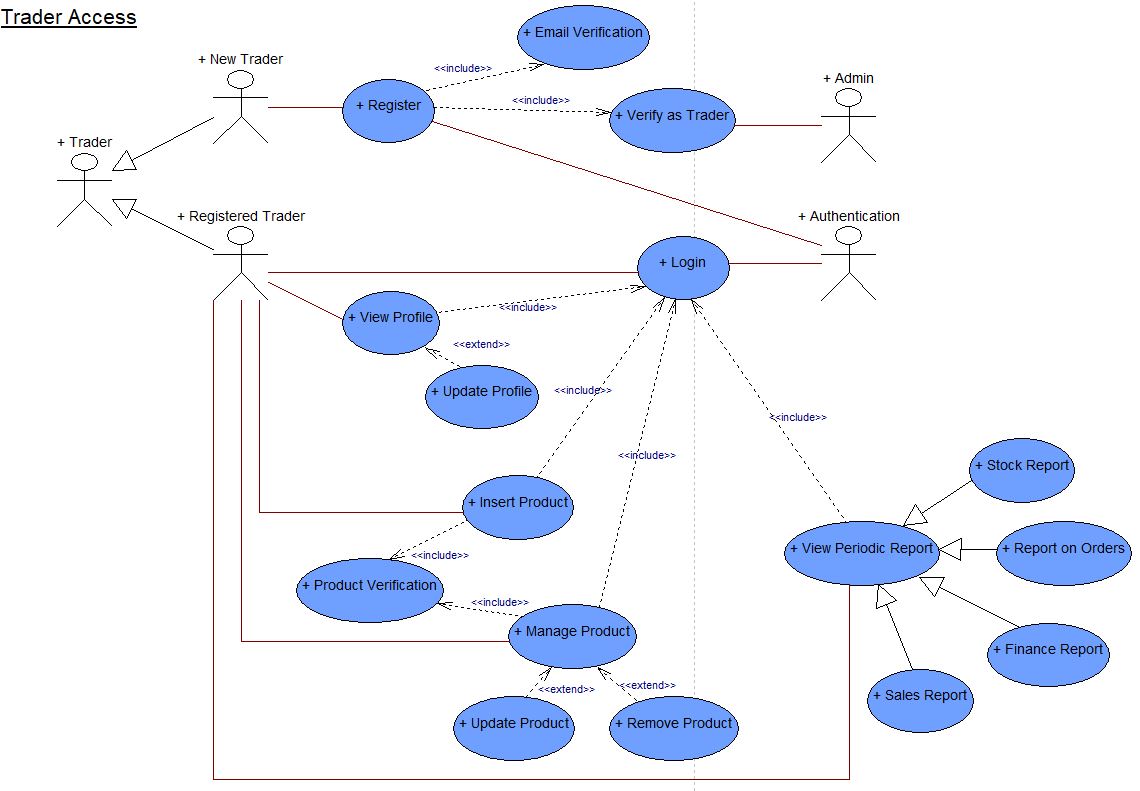 Trader Access
+ Email Verification
+ New Trader
<<include>>
+ Admin
+ Register
<<include>>
+ Verify as Trader
+ Trader
+ Registered Trader
+ Authentication
+ Login
<<include>>
+ View Profile
<<extend>>
+ Update Profile
<<include>>
<<include>>
<<include>>
+ Stock Report
+ Insert Product
+ View Periodic Report
+ Report on Orders
<<include>>
+ Product Verification
<<include>>
+ Manage Product
+ Finance Report
<<extend>>
<<extend>>
+ Sales Report
+ Update Product
+ Remove Product